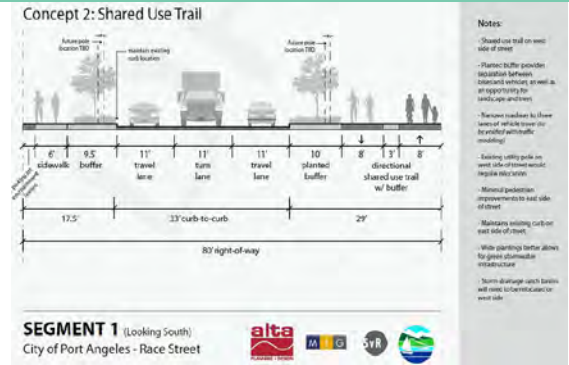 Concept 2: Shared Use Trail
Future pole
location TBD
maintain existing
curb location
Future pole
location TBD
6' 9.5' 11' 11' 11' 10' 8' 3' 8'
sidewalk buffer travel
lane turn
lane travel
lane planted
buffer directional
shared use trail
w/ buffer
17.5' 33' curb-to-curb 29'
80' right-of-way
SEGMENT 1 (Looking South)
City of Port Angeles - Race Street
alta
PLANNING + DESIGN
MIG
SvR
Notes:
- Shared use trail on west
side of street
- Planted buffer provides
separation between
trail and vehicles, as well as
an opportunity for
landscape and trees
- Narrows roadway to three
lanes of vehicle travel (to
be verified with traffic
modeling)
- Existing utility pole on
west side of street would
require relocation
- Minimal pedestrian
improvements to east side
of street
- Maintains existing curb on
east side of street
- Wide plantings better allows
for green stormwater
infrastructure
- Storm drainage catch basins
will need to be relocated on
west side